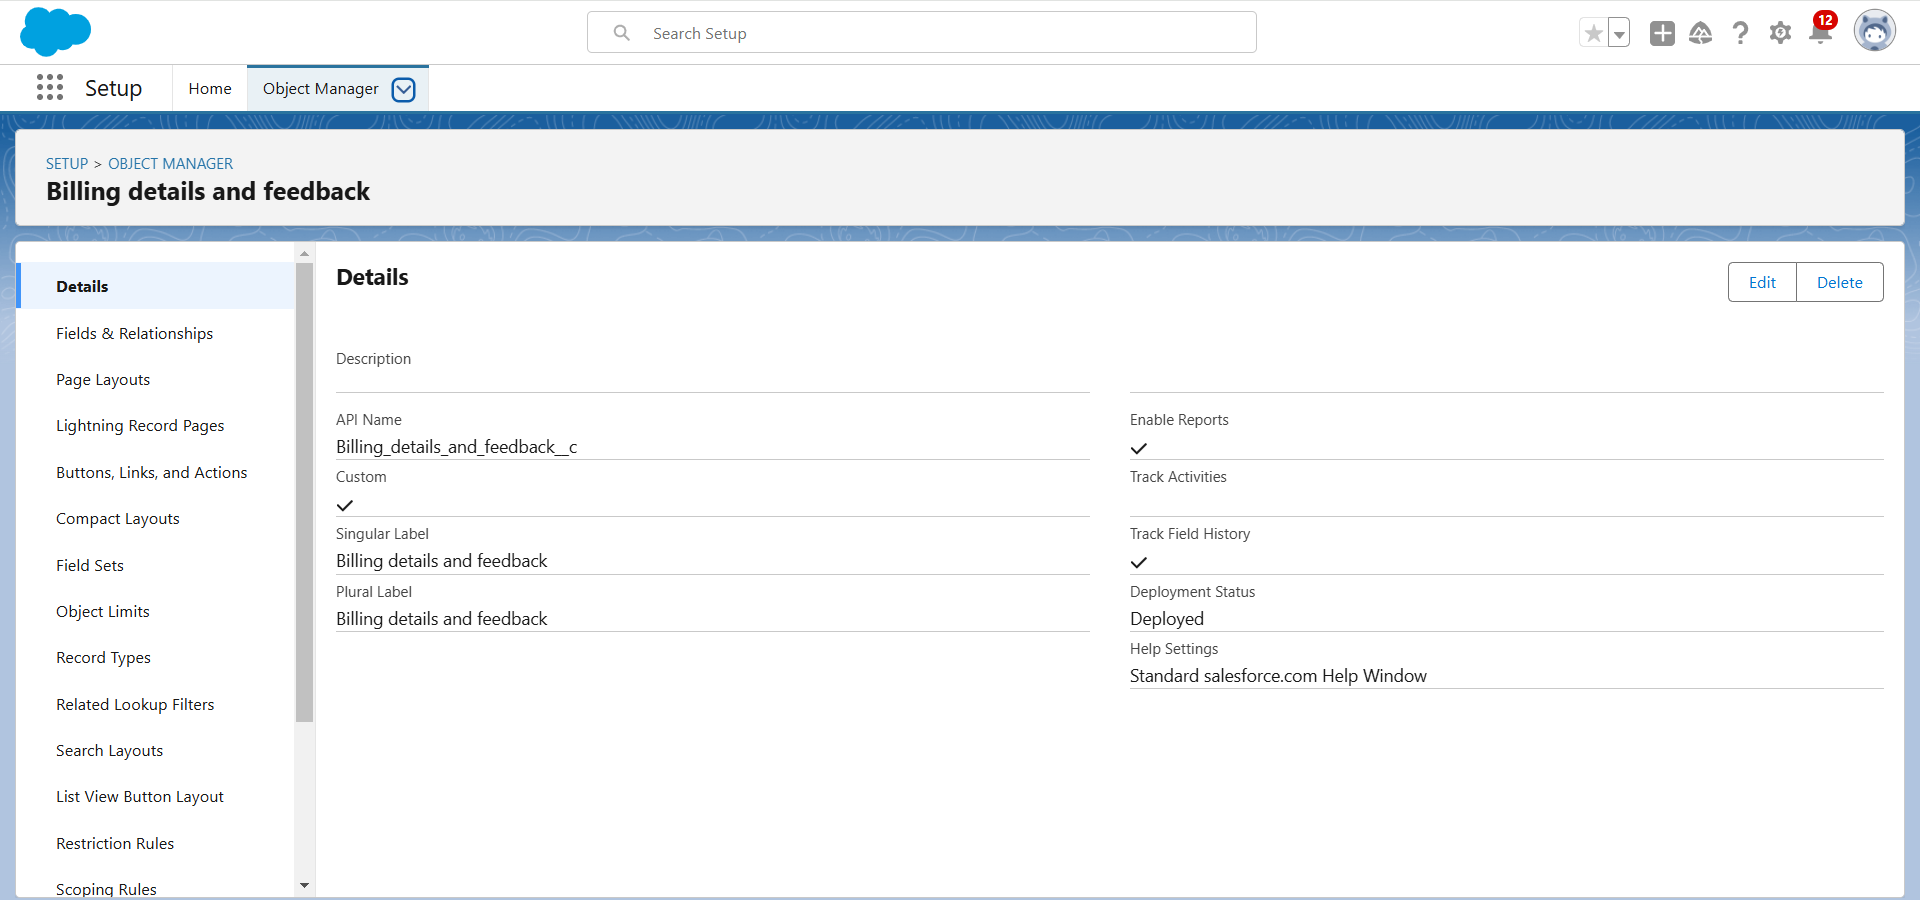 Search Setup
12
Setup
Home
Object Manager
SETUP > OBJECT MANAGER
Billing details and feedback
Details
Fields & Relationships
Page Layouts
Lightning Record Pages
Buttons, Links, and Actions
Compact Layouts
Field Sets
Object Limits
Record Types
Related Lookup Filters
Search Layouts
List View Button Layout
Restriction Rules
Scoping Rules
Details
Edit
Delete
Description
API Name
Billing_details_and_feedback__c
Custom
Singular Label
Billing details and feedback
Plural Label
Billing details and feedback
Enable Reports
Track Activities
Track Field History
Deployment Status
Deployed
Help Settings
Standard salesforce.com Help Window